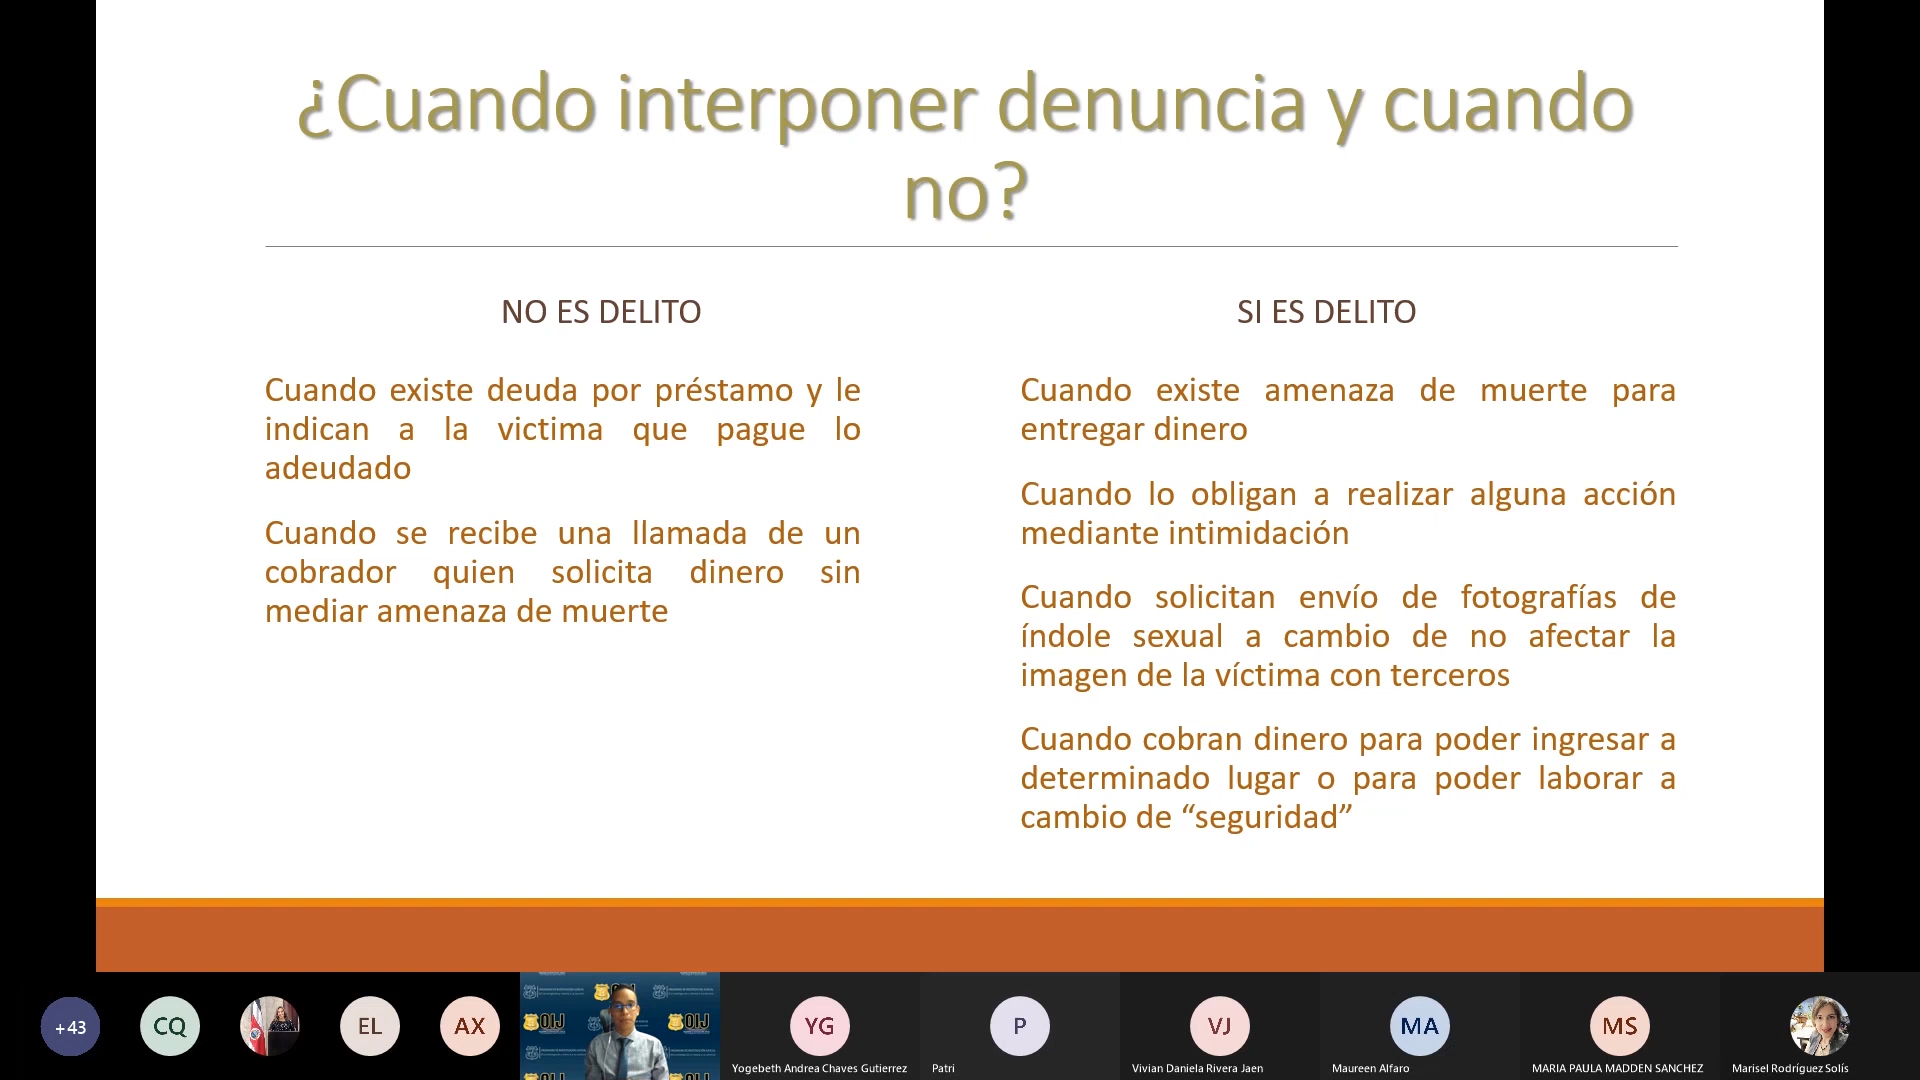 ¿Cuando interponer denuncia y cuando
no?
NO ES DELITO
Cuando existe deuda por préstamo y le
indican a la victima que pague lo
adeudado
Cuando se recibe una llamada de un
cobrador quien solicita dinero sin
mediar amenaza de muerte
SI ES DELITO
Cuando existe amenaza de muerte para
entregar dinero
Cuando lo obligan a realizar alguna acción
mediante intimidación
Cuando solicitan envío de fotografías de
índole sexual a cambio de no afectar la
imagen de la víctima con terceros
Cuando cobran dinero para poder ingresar a
determinado lugar o para poder laborar a
cambio de “seguridad”
+43
CQ
EL
AX
OIJ
OIJ
YG
Yogebeth Andrea Chaves Gutierrez
P
Patri
VJ
Vivian Daniela Rivera Jaen
MA
Maureen Alfaro
MS
MARIA PAULA MADDEN SANCHEZ
Marisel Rodríguez Solís